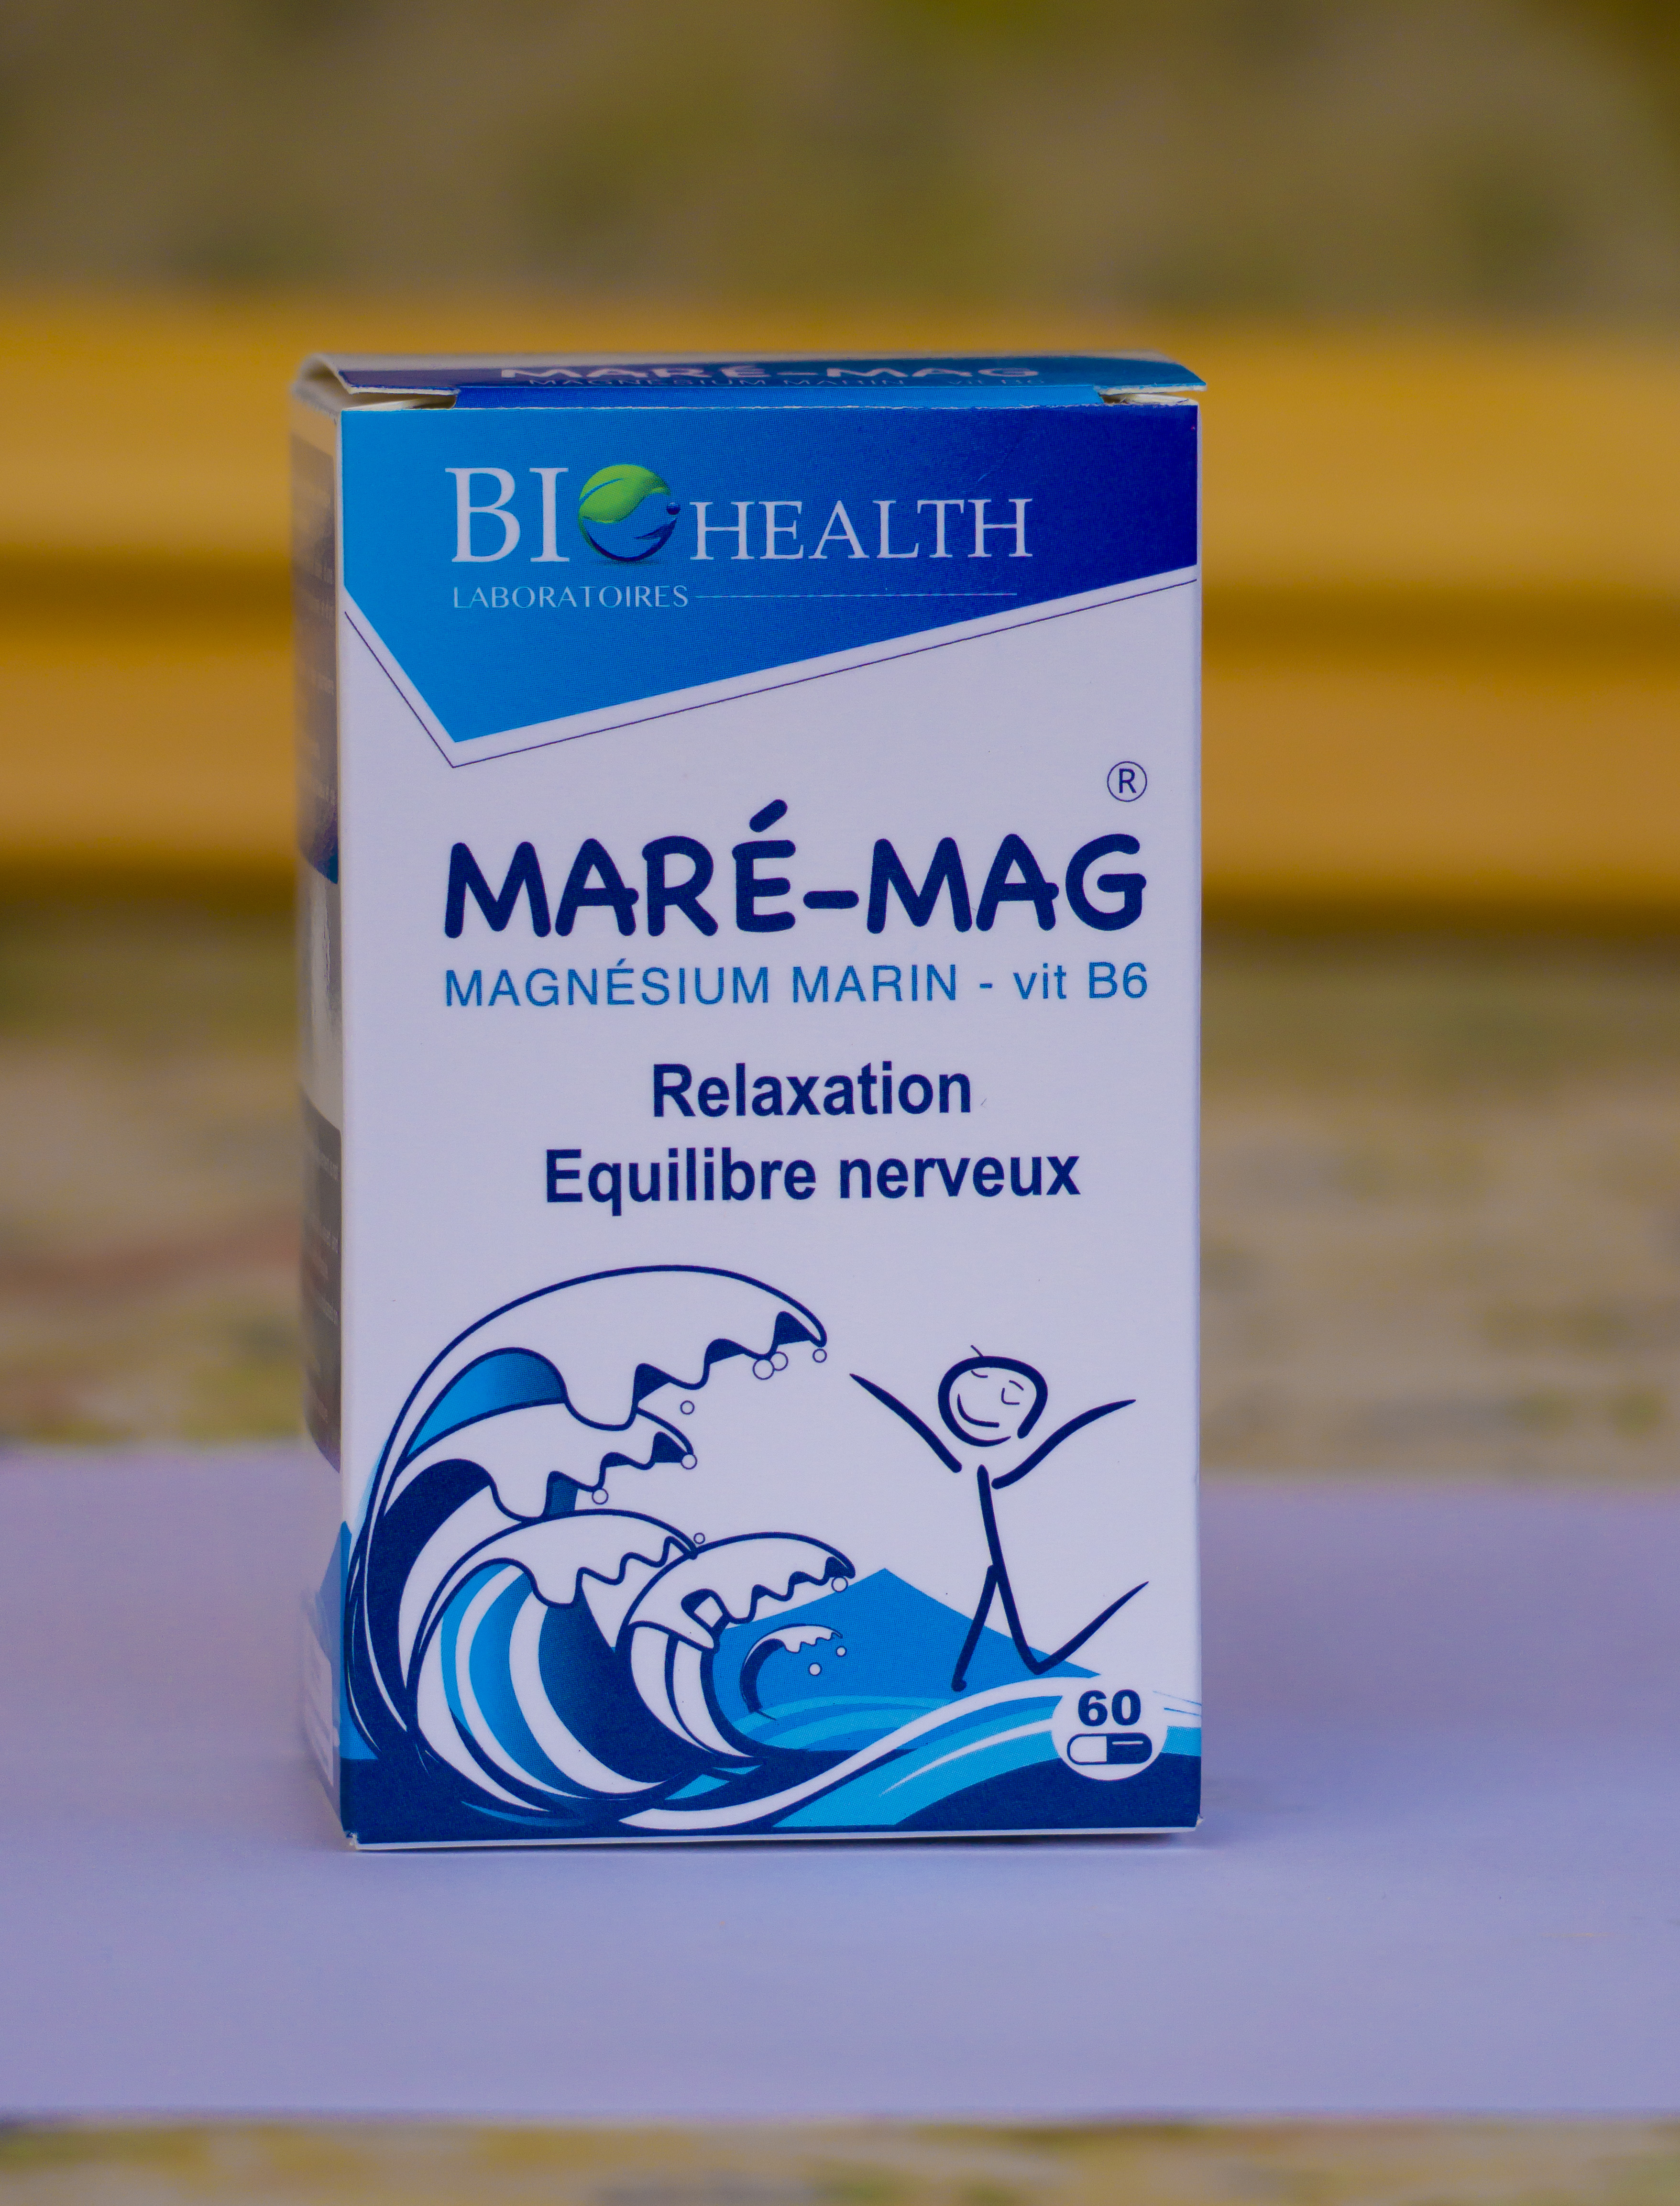 MARÉ-MAG
MAGNÉSIUM MARIN - vit B6
BIOHEALTH
LABORATOIRES
®
MARÉ-MAG
MAGNÉSIUM MARIN - vit B6
Relaxation
Equilibre nerveux
60